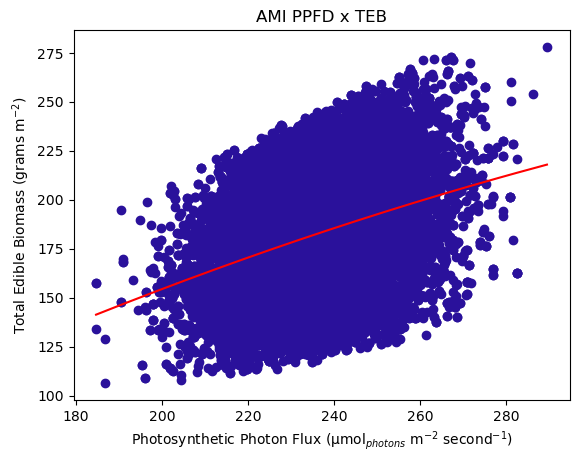 AMI PPFD x TEB
275
250
225
200
175
150
125
100
Total Edible Biomass (grams m⁻²)
180 200 220 240 260 280
Photosynthetic Photon Flux (μmolₚₕₒₜₒₙₛ m⁻² second⁻¹)